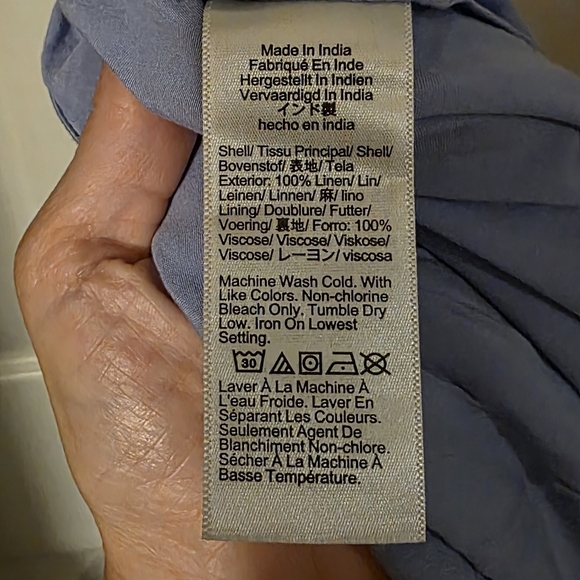 Made In India
Fabriqué En Inde
Hergestellt In Indien
Vervaardigd In India
インド製
hecho en india
Shell/ Tissu Principal/ Shell/
Bovenstof/ 表地/ Tela
Exterior: 100% Linen/ Lin/
Leinen/ Linnen/ 麻/ lino
Lining/ Doublure/ Futter/
Voering/ 裏地/ Forro: 100%
Viscose/ Viscose/ Viskose/
Viscose/ レーヨン/ viscosa
Machine Wash Cold. With
Like Colors. Non-chlorine
Bleach Only. Tumble Dry
Low. Iron On Lowest
Setting.
30
Laver À La Machine À
L'eau Froide. Laver En
Séparant Les Couleurs.
Seulement Agent De
Blanchiment Non-chlore.
Sécher À La Machine À
Basse Température.